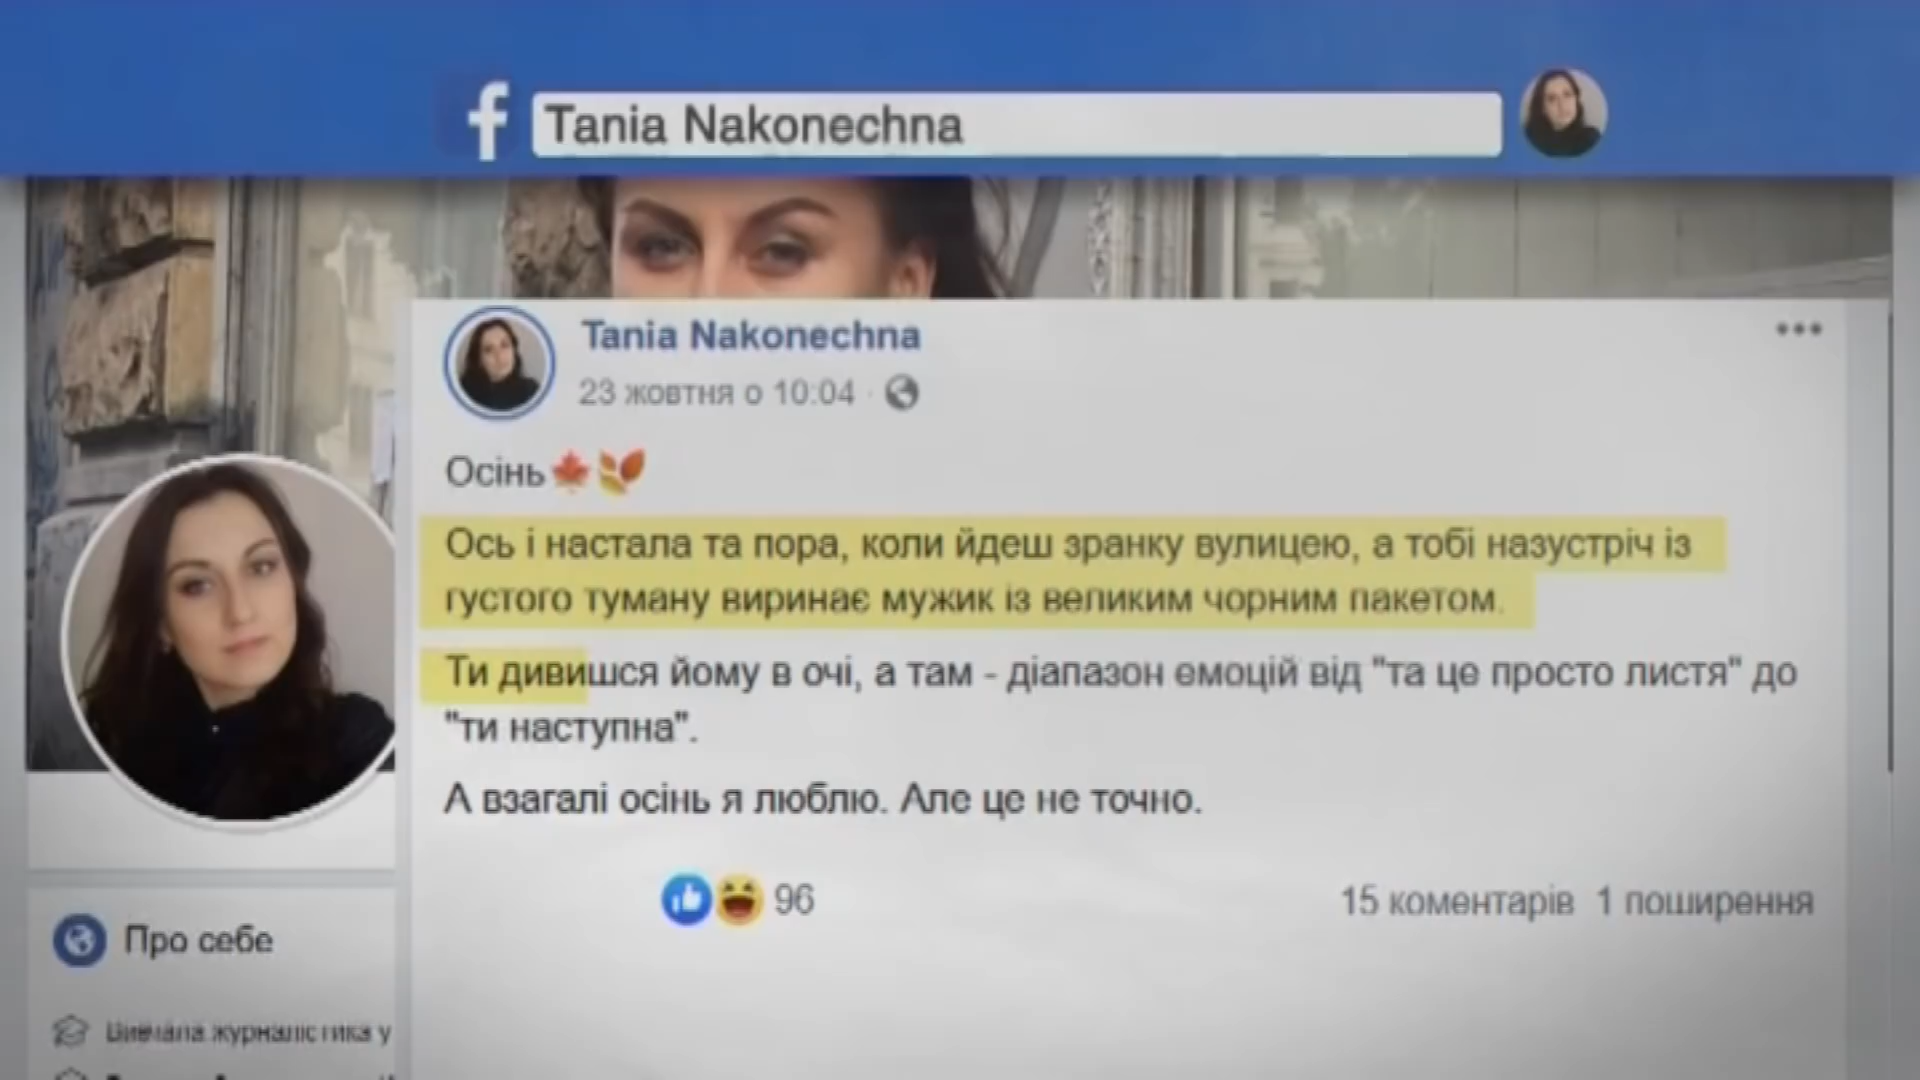 f Tania Nakonechna
Tania Nakonechna
23 жовтня о 10:04
Осінь
Ось і настала та пора, коли йдеш зранку вулицею, а тобі назустріч із
густого туману виринає мужик із великим чорним пакетом.
Ти дивишся йому в очі, а там - діапазон емоцій від "та це просто листя" до
"ти наступна".
А взагалі осінь я люблю. Але це не точно.
96
15 коментарів 1 поширення
Про себе
Вивчала журналістика у